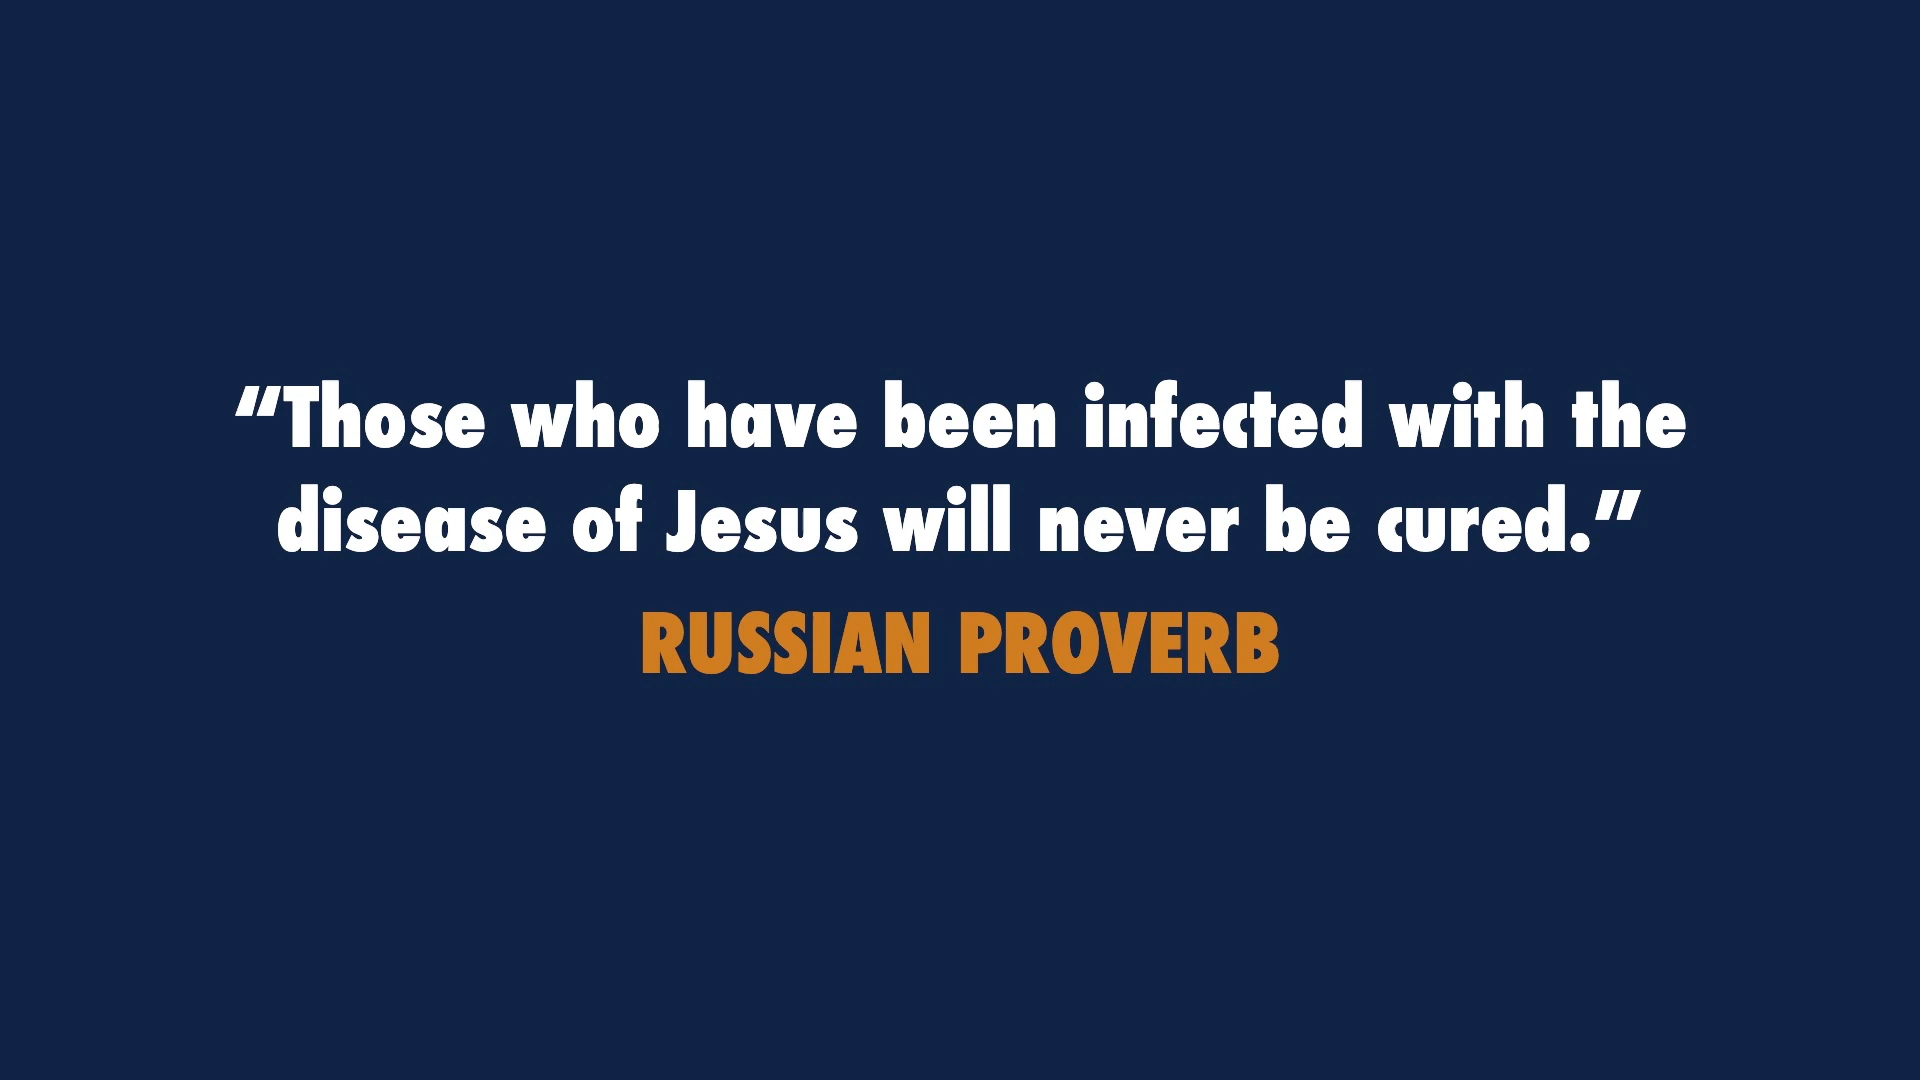 “Those who have been infected with the
disease of Jesus will never be cured.”
RUSSIAN PROVERB